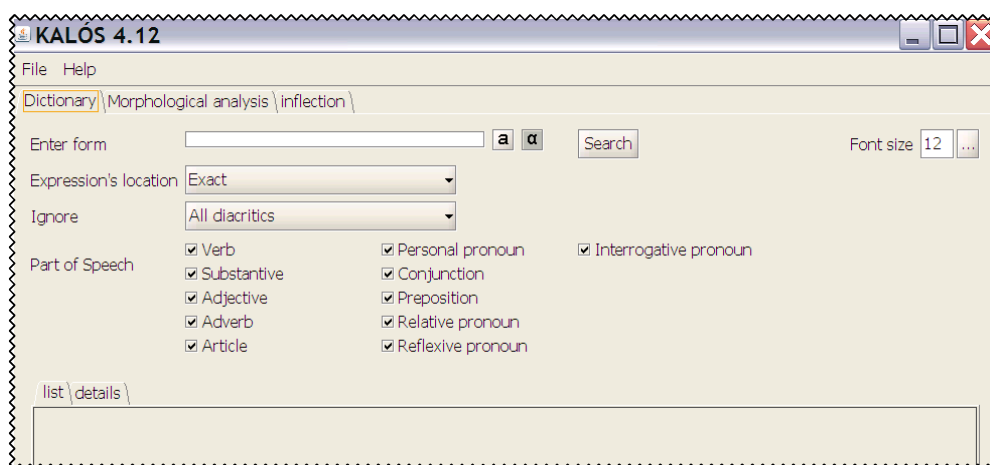 KALÓS 4.12
File Help
Dictionary Morphological analysis inflection
Enter form a α Search Font size 12 ...
Expression's location Exact
Ignore All diacritics
Part of Speech
Verb Personal pronoun Interrogative pronoun
Substantive Conjunction
Adjective Preposition
Adverb Relative pronoun
Article Reflexive pronoun
list details